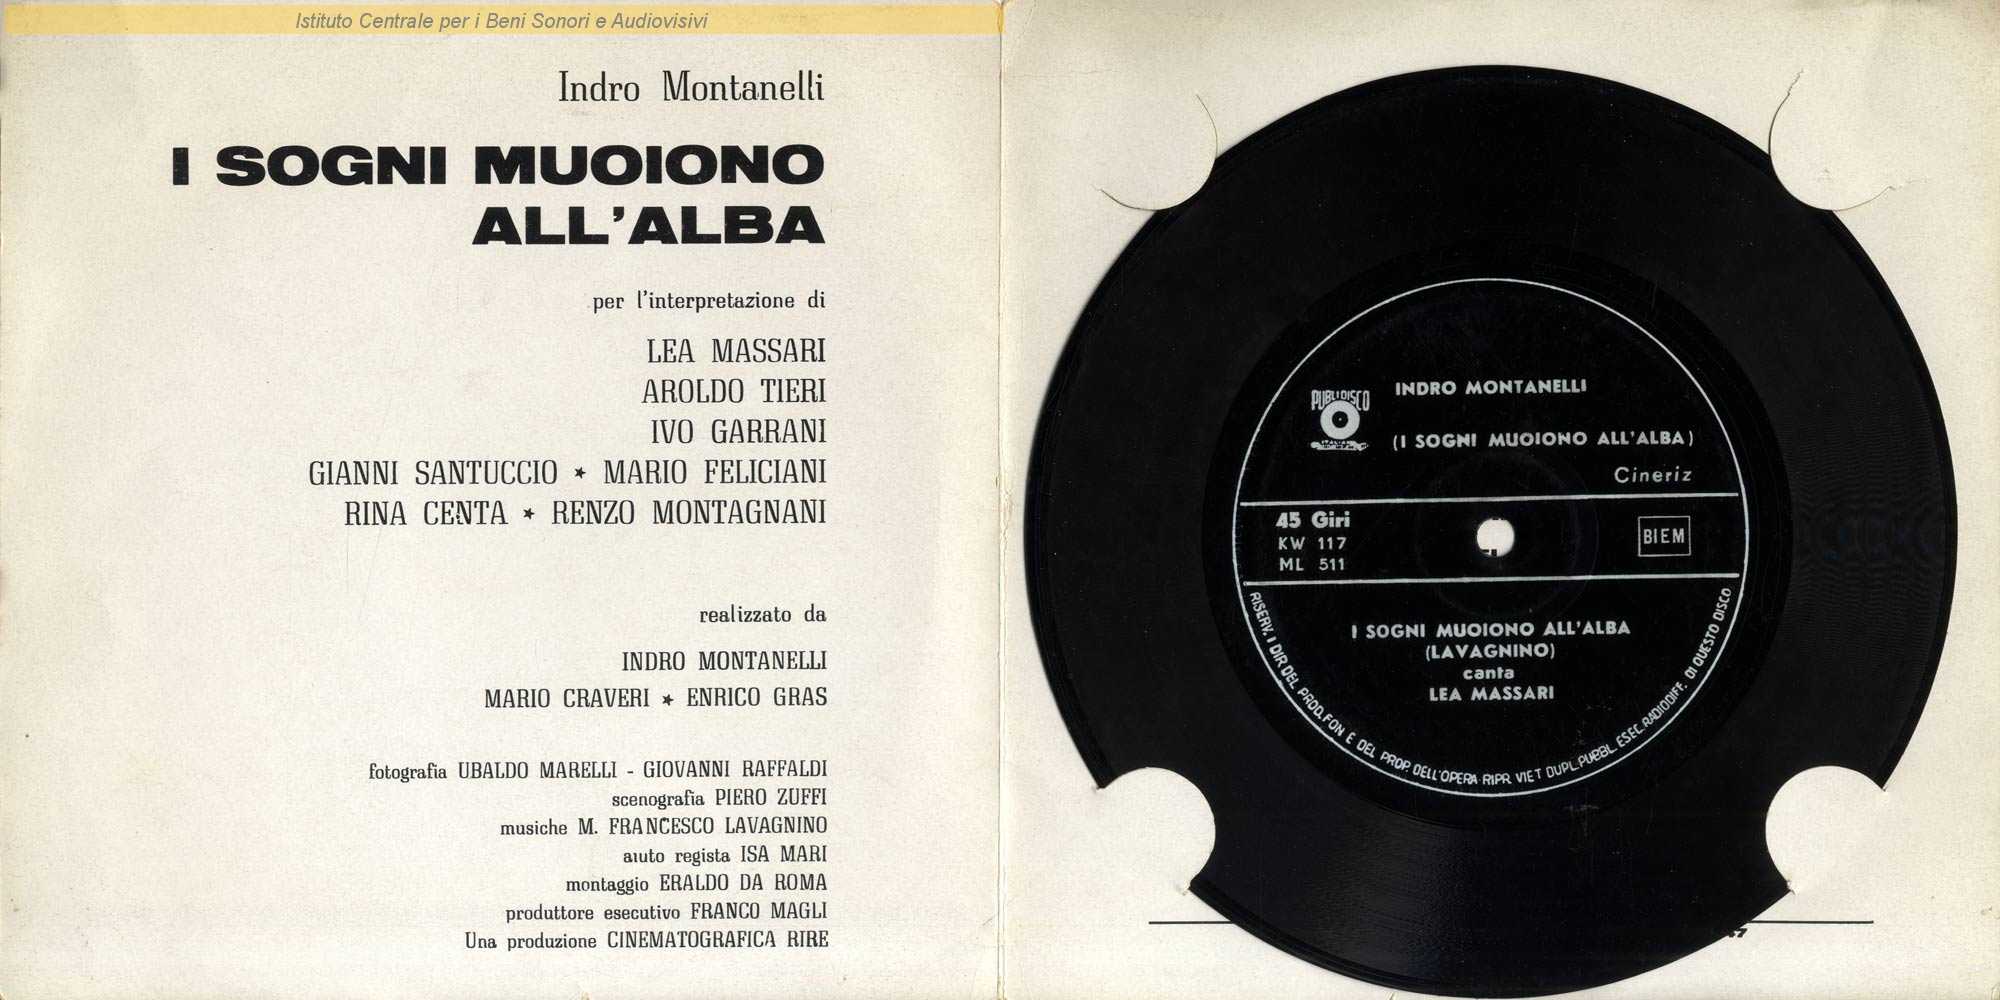 Istituto Centrale per i Beni Sonori e Audiovisivi
Indro Montanelli
I SOGNI MUOIONO
ALL'ALBA
per l'interpretazione di
LEA MASSARI
AROLDO TIERI
IVO GARRANI
GIANNI SANTUCCIO ★ MARIO FELICIANI
RINA CENTA ★ RENZO MONTAGNANI
realizzato da
INDRO MONTANELLI
MARIO CRAVERI ★ ENRICO GRAS
fotografia UBALDO MARELLI - GIOVANNI RAFFALDI
scenografia PIERO ZUFFI
musiche M. FRANCESCO LAVAGNINO
aiuto regista ISA MARI
montaggio ERALDO DA ROMA
produttore esecutivo FRANCO MAGLI
Una produzione CINEMATOGRAFICA RIRE
PUBLIDISCO
INDRO MONTANELLI
(I SOGNI MUOIONO ALL'ALBA)
Cineriz
45 Giri
KW 117
ML 511
BIEM
I SOGNI MUOIONO ALL'ALBA
(LAVAGNINO)
canta
LEA MASSARI
RISERV. I DIR. DEL PROD. FON E DEL PROP. DELL'OPERA RIPR. VIET DUPL. PUBBL. ESEC. RADIODIFF. DI QUESTO DISCO